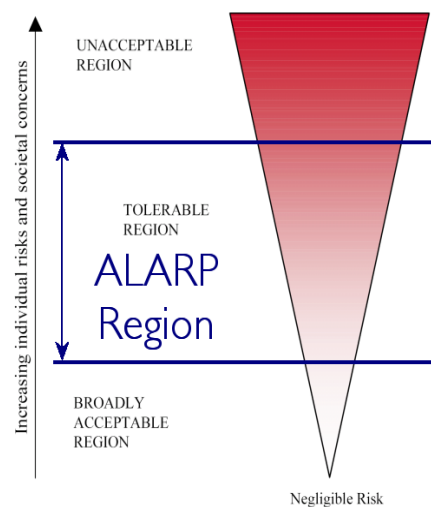 Increasing individual risks and societal concerns
UNACCEPTABLE
REGION
TOLERABLE
REGION
ALARP
Region
BROADLY
ACCEPTABLE
REGION
Negligible Risk